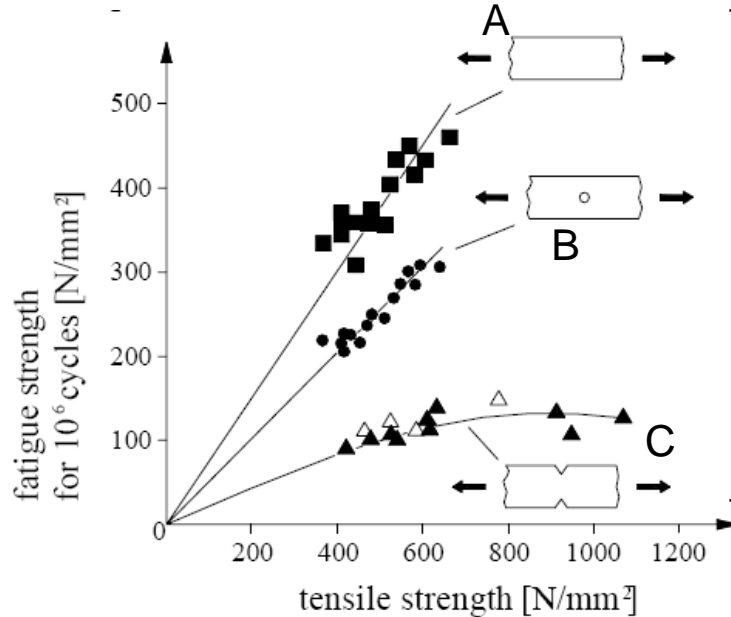 A
500
400
300
200
100
0
B
C
200
400
600
800
1000
1200
fatigue strength
for 10⁶ cycles [N/mm²]
tensile strength [N/mm²]